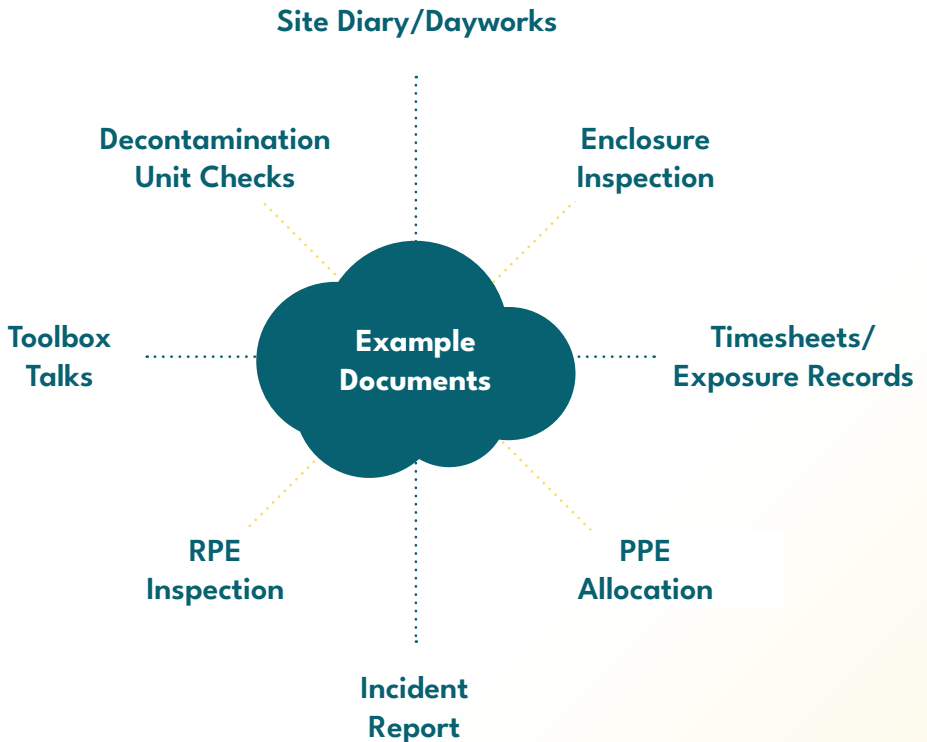 Site Diary/Dayworks
Decontamination
Unit Checks
Enclosure
Inspection
Toolbox
Talks
Example
Documents
Timesheets/
Exposure Records
RPE
Inspection
PPE
Allocation
Incident
Report